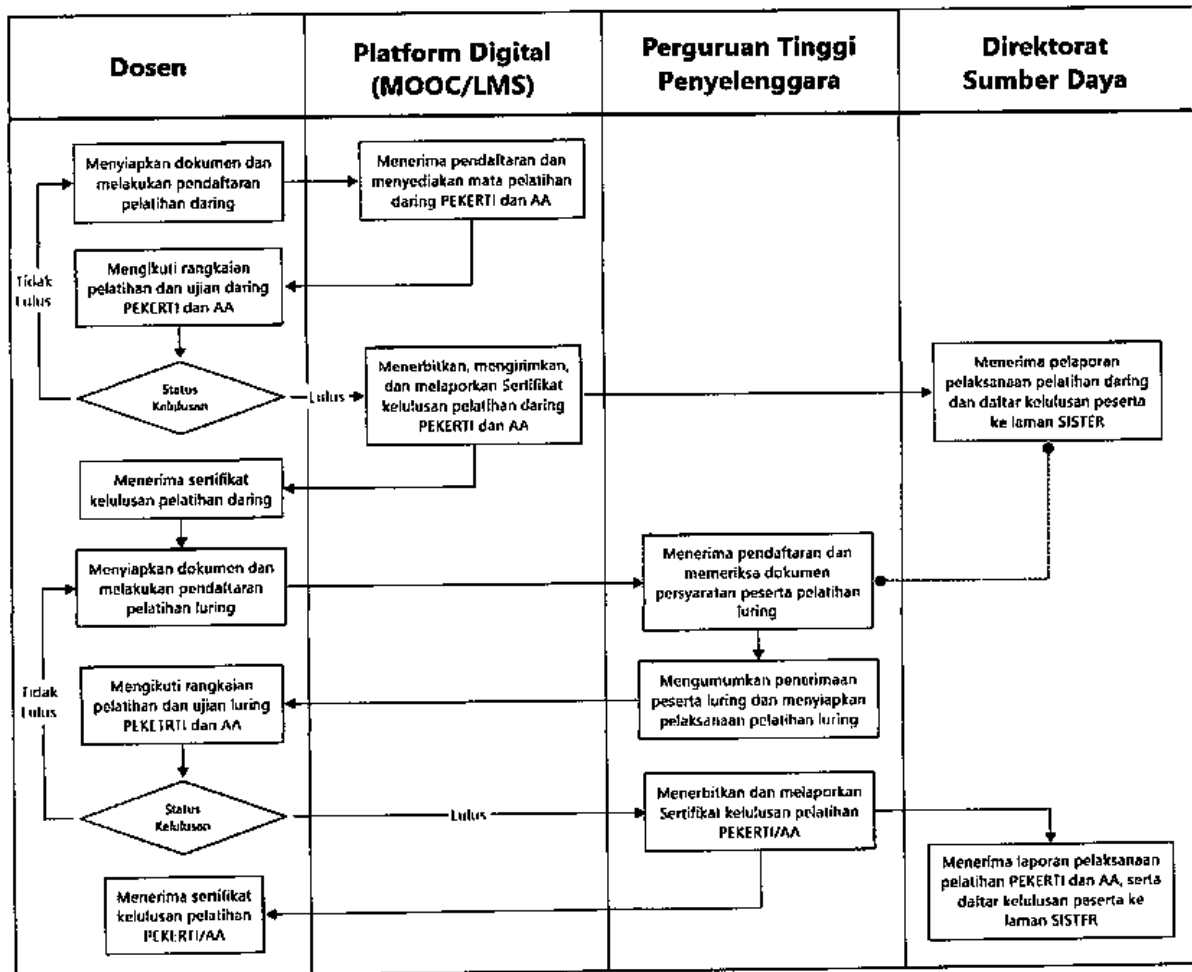 Dosen
Platform Digital
(MOOC/LMS)
Perguruan Tinggi
Penyelenggara
Direktorat
Sumber Daya
Menyiapkan dokumen dan
melakukan pendaftaran
pelatihan daring
Menerima pendaftaran dan
menyediakan mata pelatihan
daring PEKERTI dan AA
Tidak
Lulus
Mengikuti rangkaian
pelatihan dan ujian daring
PEKERTI dan AA
Status
Kelulusan
Lulus
Menerbitkan, mengirimkan,
dan melaporkan Sertifikat
kelulusan pelatihan daring
PEKERTI dan AA
Menerima pelaporan
pelaksanaan pelatihan daring
dan daftar kelulusan peserta
ke laman SISTER
Menerima sertifikat
kelulusan pelatihan daring
Menyiapkan dokumen dan
melakukan pendaftaran
pelatihan luring
Menerima pendaftaran dan
memeriksa dokumen
persyaratan peserta pelatihan
luring
Tidak
Lulus
Mengikuti rangkaian
pelatihan dan ujian luring
PEKETRTI dan AA
Mengumumkan penerimaan
peserta luring dan menyiapkan
pelaksanaan pelatihan luring
Status
Kelulusan
Lulus
Menerbitkan dan melaporkan
Sertifikat kelulusan pelatihan
PEKERTI/AA
Menerima sertifikat
kelulusan pelatihan
PEKERTI/AA
Menerima laporan pelaksanaan
pelatihan PEKERTI dan AA, serta
daftar kelulusan peserta ke
laman SISTER